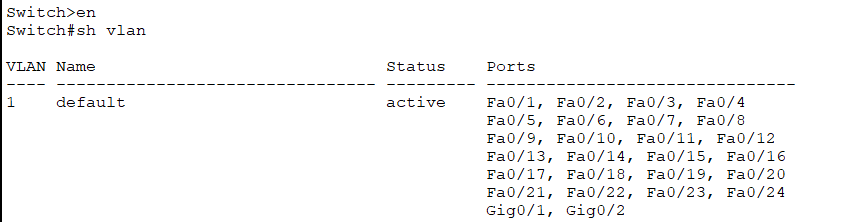 Switch>en
Switch#sh vlan
VLAN Name Status Ports
---- -------------------------------- --------- -------------------------------
1 default active Fa0/1, Fa0/2, Fa0/3, Fa0/4
Fa0/5, Fa0/6, Fa0/7, Fa0/8
Fa0/9, Fa0/10, Fa0/11, Fa0/12
Fa0/13, Fa0/14, Fa0/15, Fa0/16
Fa0/17, Fa0/18, Fa0/19, Fa0/20
Fa0/21, Fa0/22, Fa0/23, Fa0/24
Gig0/1, Gig0/2